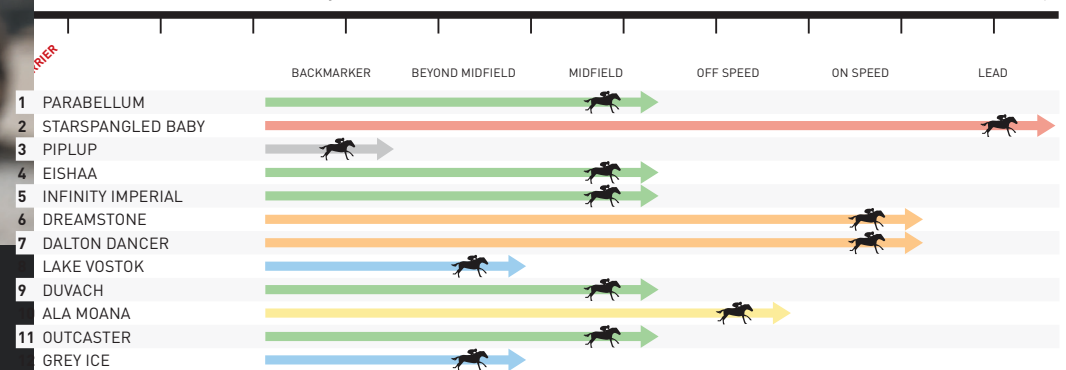 BACKMARKER BEYOND MIDFIELD MIDFIELD OFF SPEED ON SPEED LEAD
1 PARABELLUM
2 STARSPANGLED BABY
3 PIPLUP
4 EISHAA
5 INFINITY IMPERIAL
6 DREAMSTONE
7 DALTON DANCER
LAKE VOSTOK
9 DUVACH
ALA MOANA
11 OUTCASTER
GREY ICE